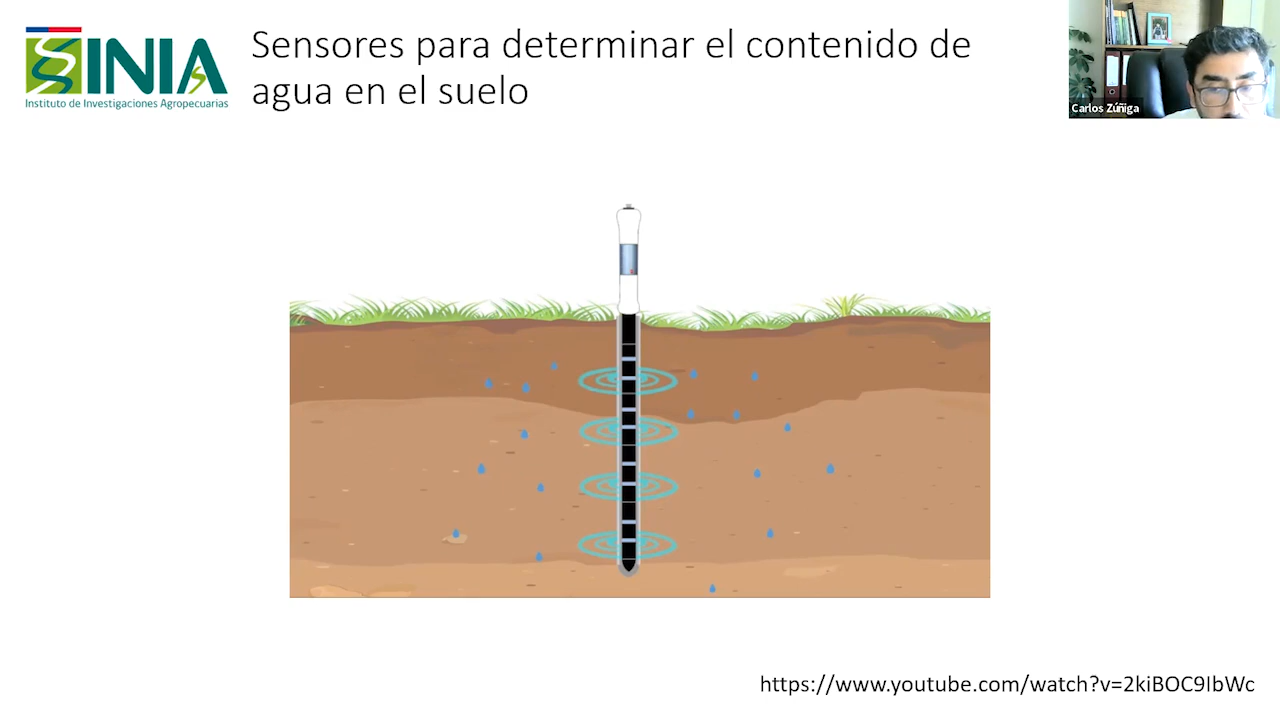 INIA
Instituto de Investigaciones Agropecuarias
Sensores para determinar el contenido de
agua en el suelo
Carlos Zúñiga
https://www.youtube.com/watch?v=2kiBOC9IbWc